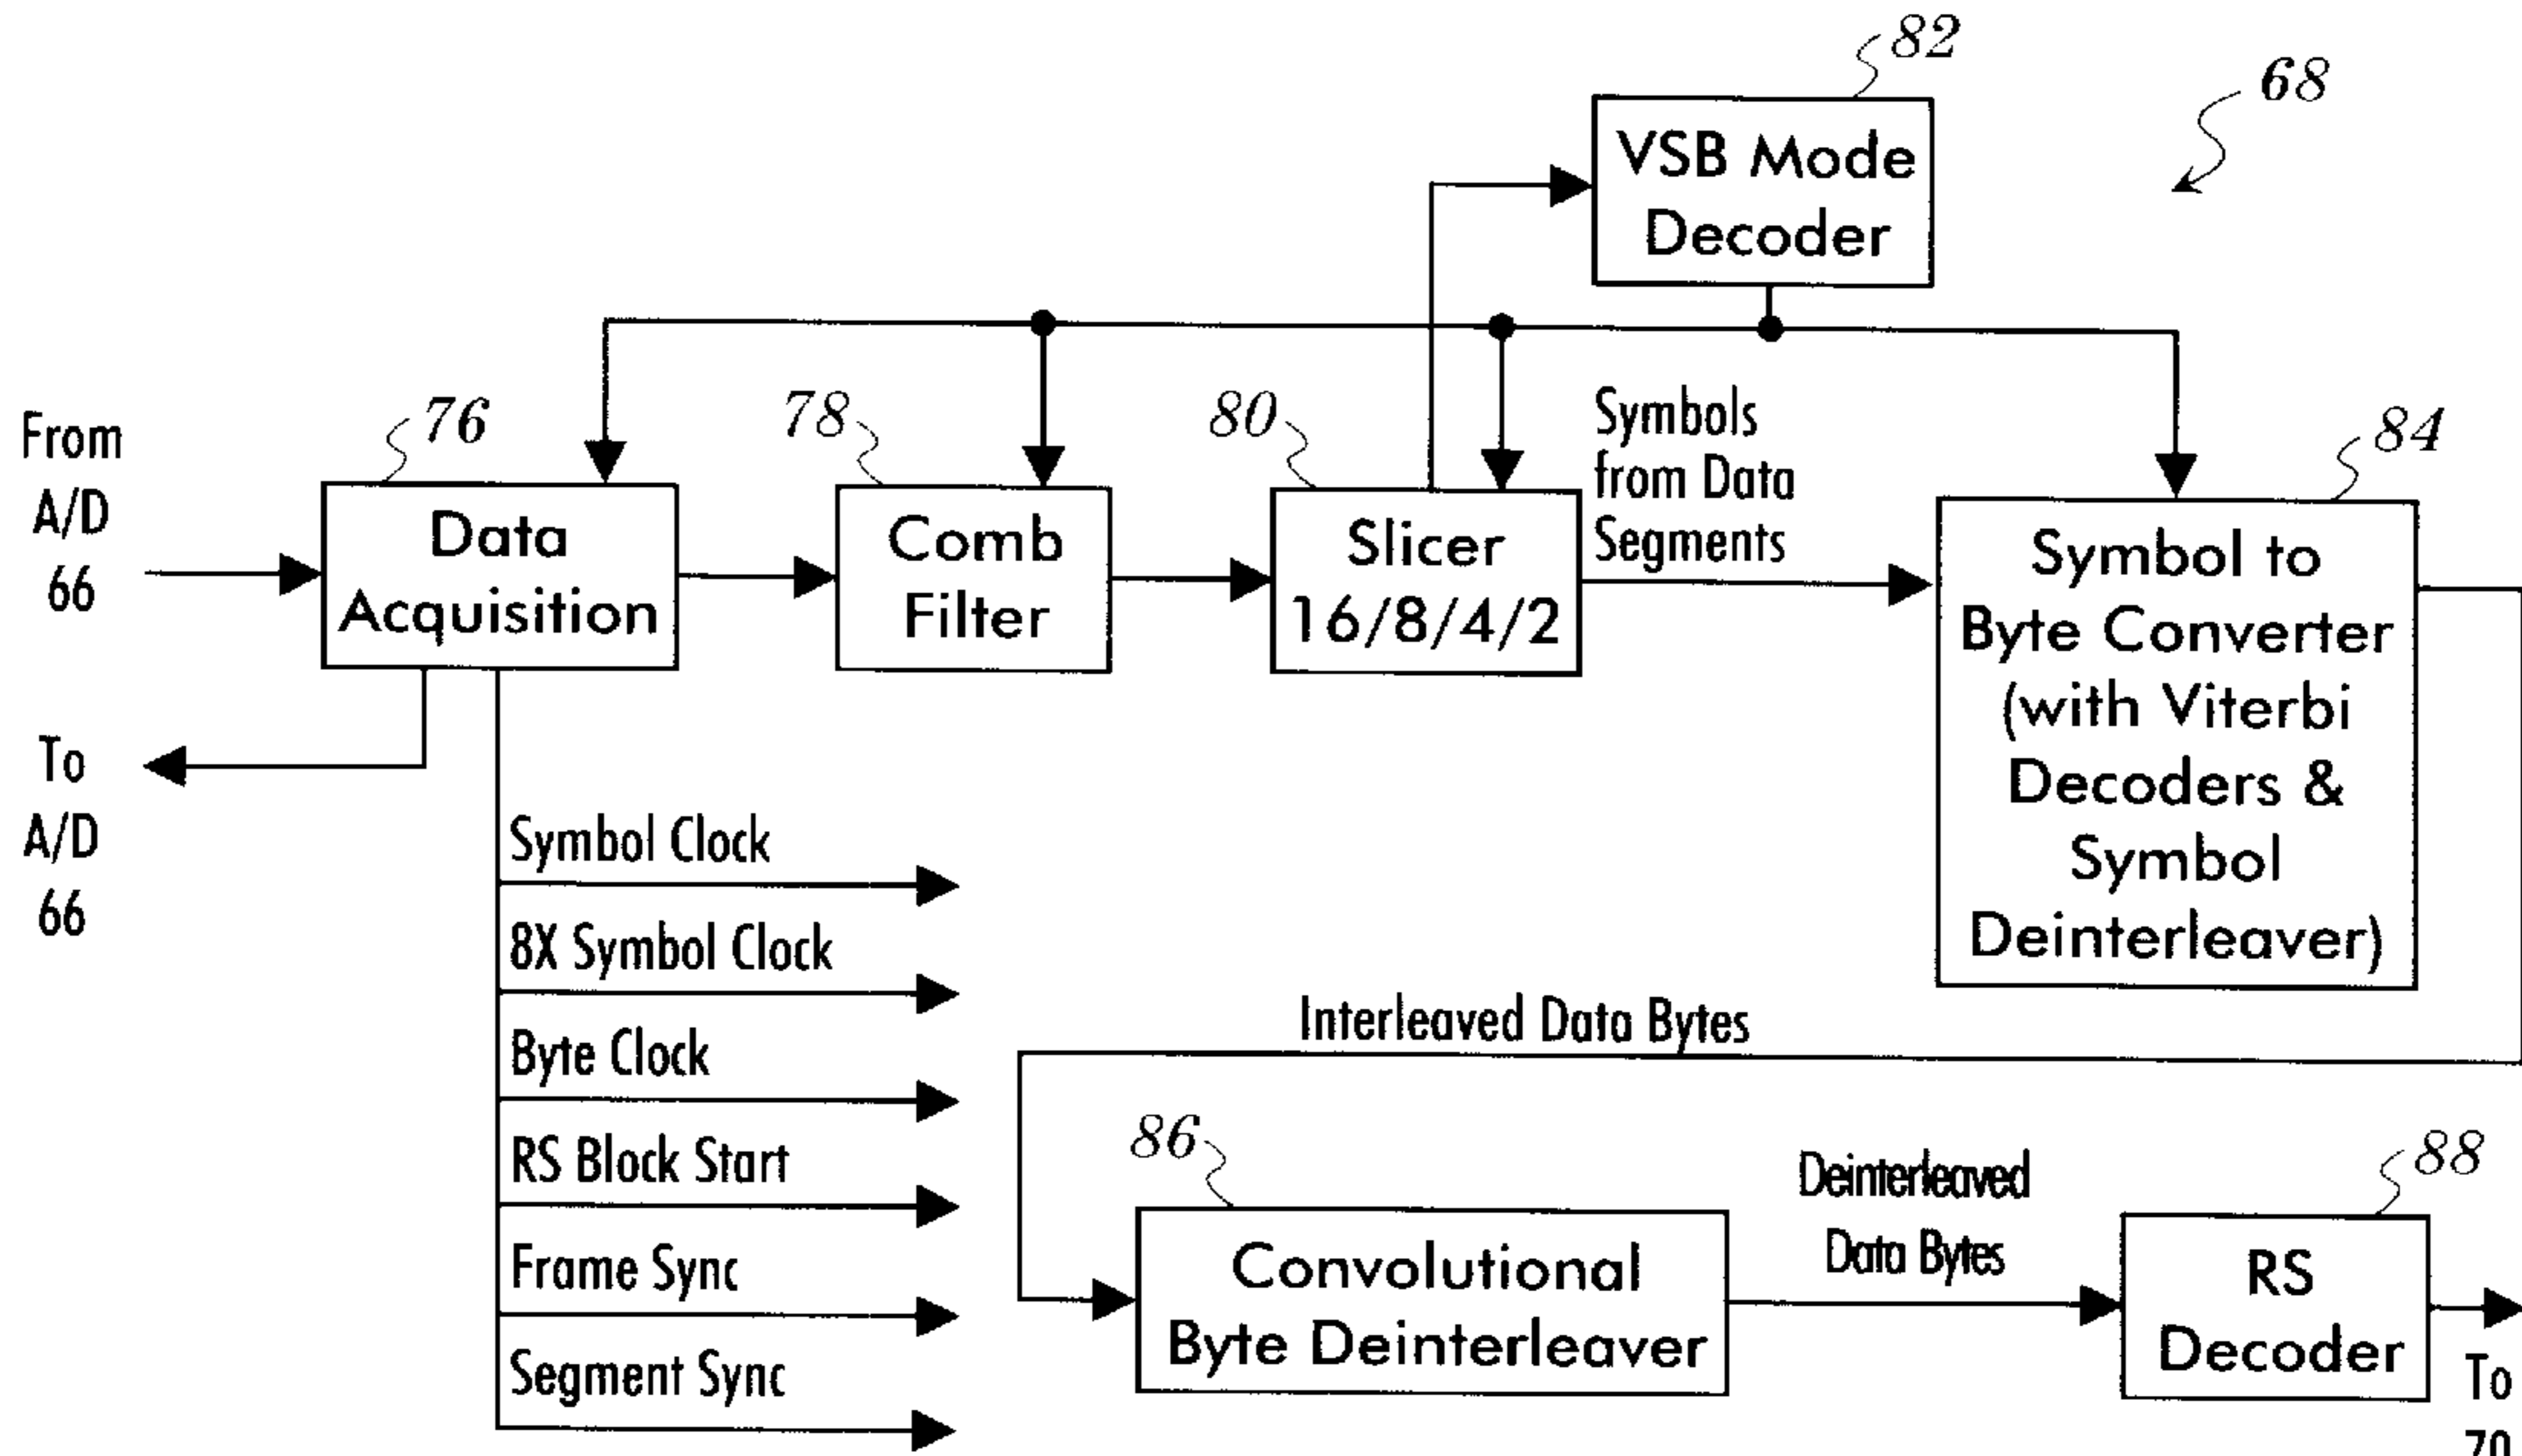 82
68
VSB Mode
Decoder
76
78
80
84
From
A/D
66
Data
Acquisition
Comb
Filter
Slicer
16/8/4/2
Symbols
from Data
Segments
Symbol to
Byte Converter
(with Viterbi
Decoders &
Symbol
Deinterleaver)
To
A/D
66
Symbol Clock
8X Symbol Clock
Byte Clock
RS Block Start
Frame Sync
Segment Sync
Interleaved Data Bytes
86
Convolutional
Byte Deinterleaver
Deinterleaved
Data Bytes
88
RS
Decoder
To
70